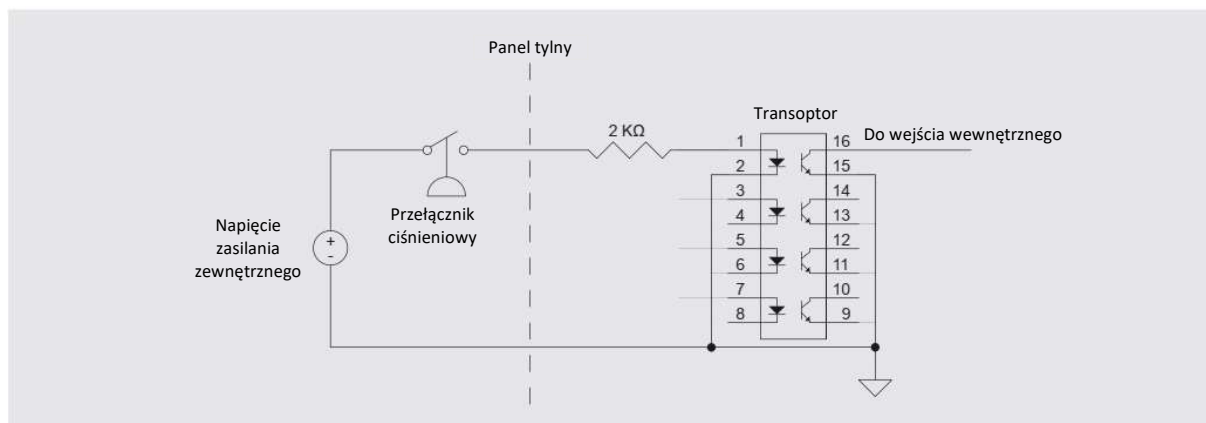 Panel tylny
Transoptor
2 KΩ
1
16
Do wejścia wewnętrznego
2
15
3
14
4
13
5
12
6
11
7
10
8
9
Przełącznik
ciśnieniowy
Napięcie
zasilania
zewnętrznego
+
-